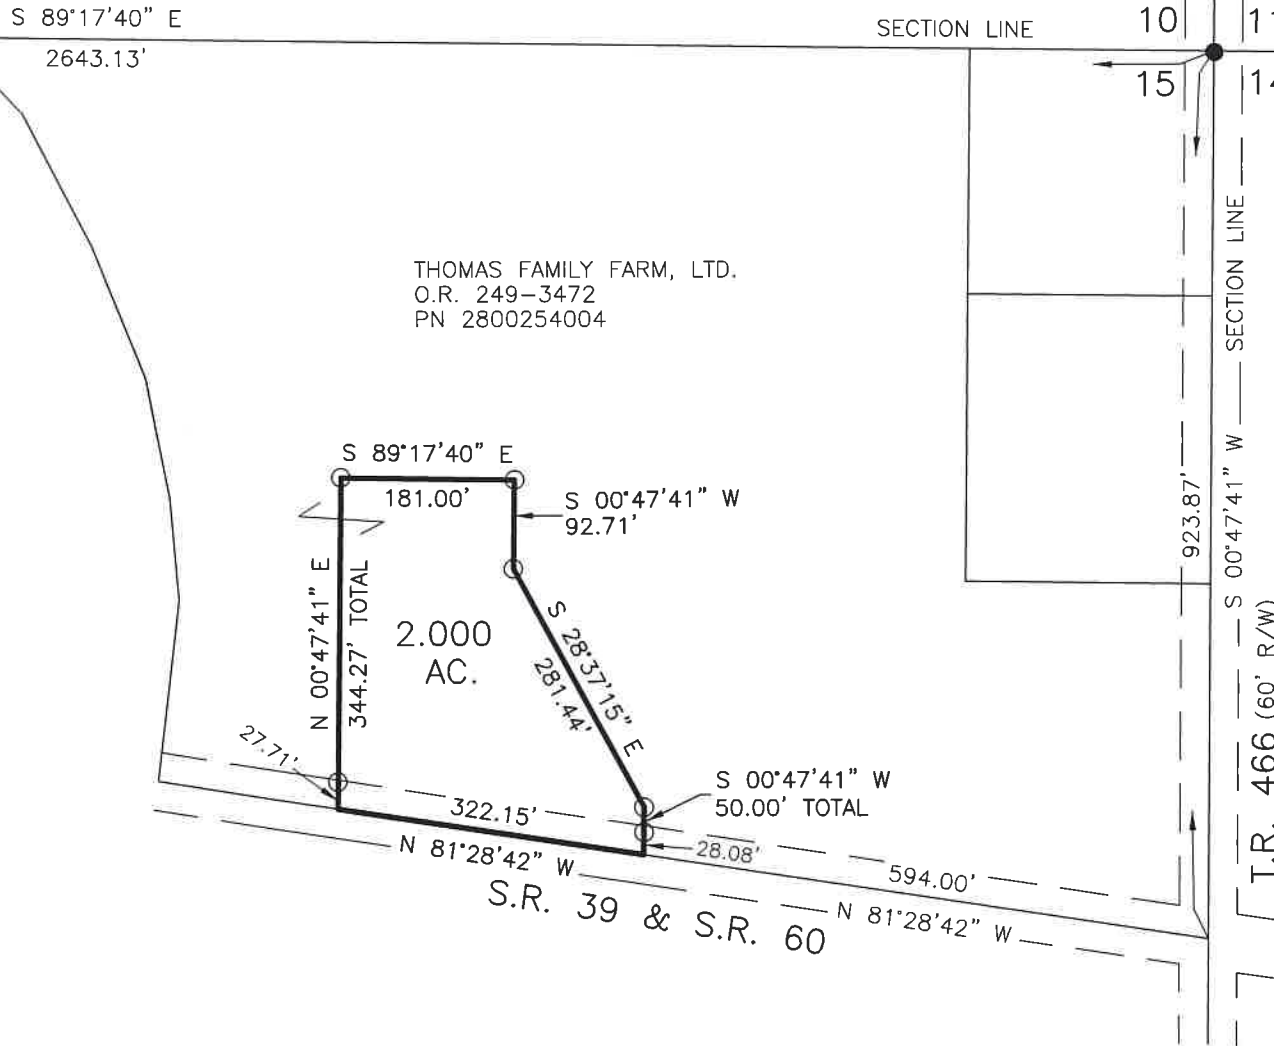 S 89°17'40" E
2643.13'
SECTION LINE
10
11
15
14
THOMAS FAMILY FARM, LTD.
O.R. 249-3472
PN 2800254004
S 00°47'41" W — SECTION LINE
923.87'
S 89°17'40" E
181.00'
S 00°47'41" W
92.71'
N 00°47'41" E
344.27' TOTAL
2.000
AC.
S 28°37'15" E
281.44'
27.71'
S 00°47'41" W
50.00' TOTAL
322.15'
28.08'
N 81°28'42" W
594.00'
N 81°28'42" W
S.R. 39 & S.R. 60
T.R. 466 (60' R/W)